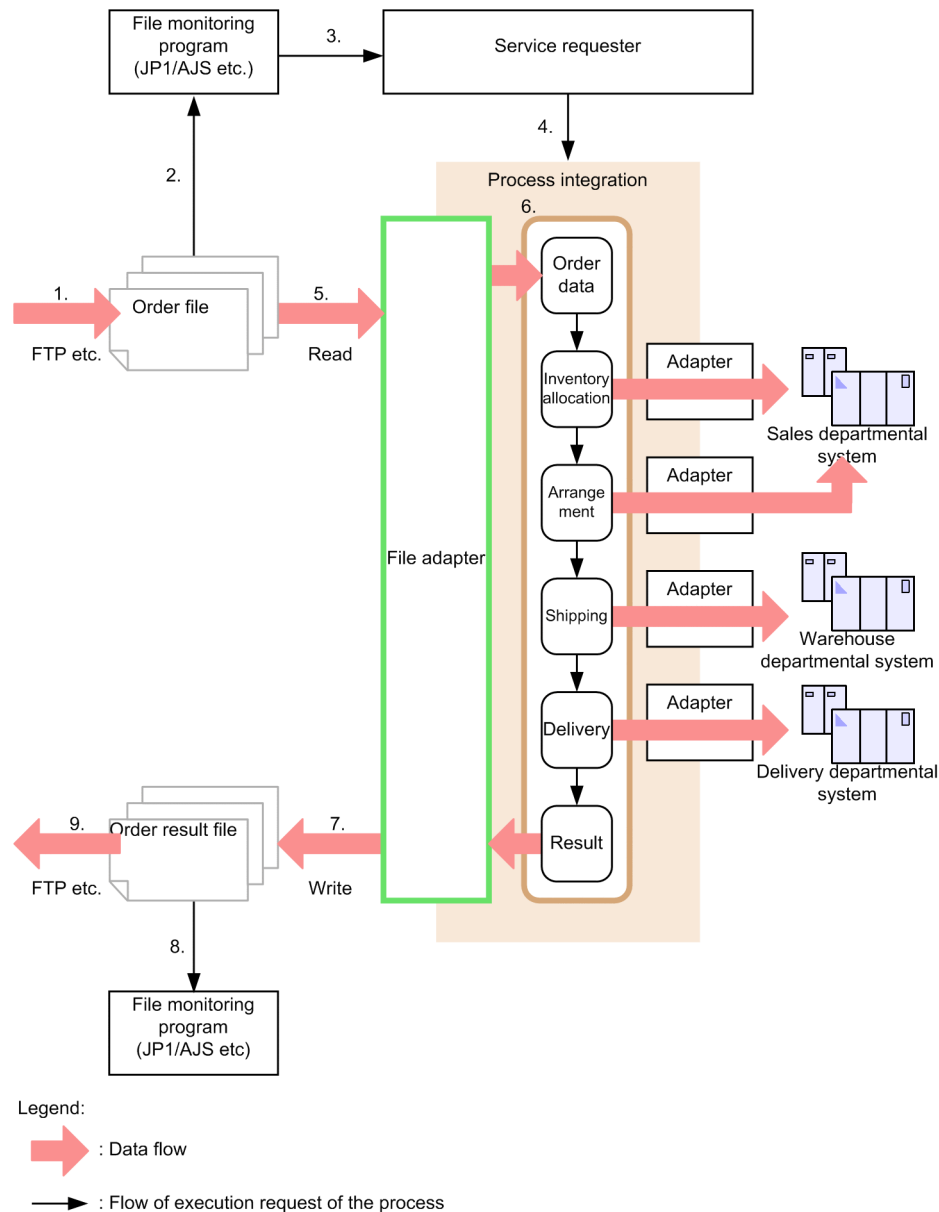 File monitoring
program
(JP1/AJS etc.)
3.
Service requester
4.
2.
Process integration
6.
Order
data
1.
Order file
5.
FTP etc.
Read
Inventory
allocation
Adapter
Sales departmental
system
Arrange
ment
Adapter
File adapter
Shipping
Adapter
Warehouse
departmental system
Delivery
Adapter
Delivery departmental
system
9.
Order result file
7.
Result
FTP etc.
Write
8.
File monitoring
program
(JP1/AJS etc)
Legend:
: Data flow
: Flow of execution request of the process